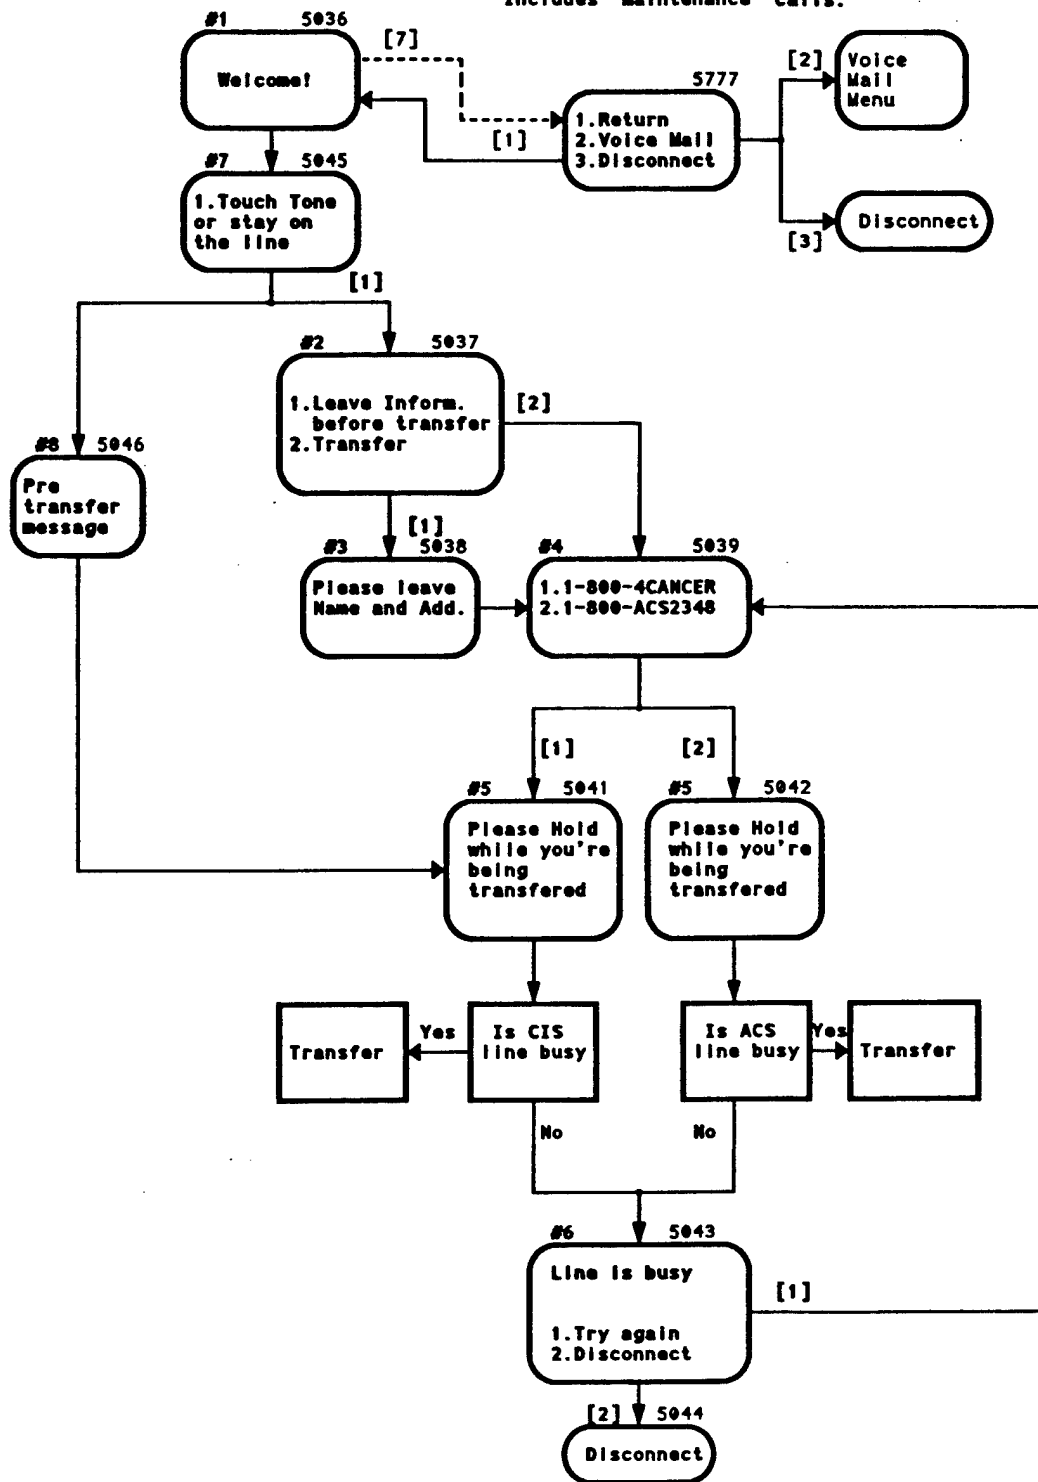 Includes maintenance calls.
#1 5036
Welcome!
[7]
[1]
5777
1.Return
2.Voice Mail
3.Disconnect
[2]
Voice
Mail
Menu
[3]
Disconnect
#7 5045
1.Touch Tone
or stay on
the line
[1]
#2 5037
1.Leave Inform.
before transfer
2.Transfer
[2]
#8 5046
Pre
transfer
message
[1]
#3 5038
Please leave
Name and Add.
#4 5039
1.1-800-4CANCER
2.1-800-ACS2348
[1]
[2]
#5 5041
Please Hold
while you're
being
transfered
#5 5042
Please Hold
while you're
being
transfered
Transfer
Yes
Is CIS
line busy
Is ACS
line busy
Yes
Transfer
No
No
#6 5043
Line is busy
1.Try again
2.Disconnect
[1]
[2] 5044
Disconnect